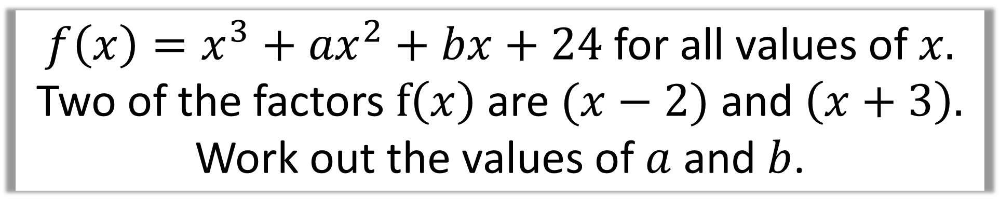 f(x) = x³ + ax² + bx + 24 for all values of x.
Two of the factors f(x) are (x − 2) and (x + 3).
Work out the values of a and b.